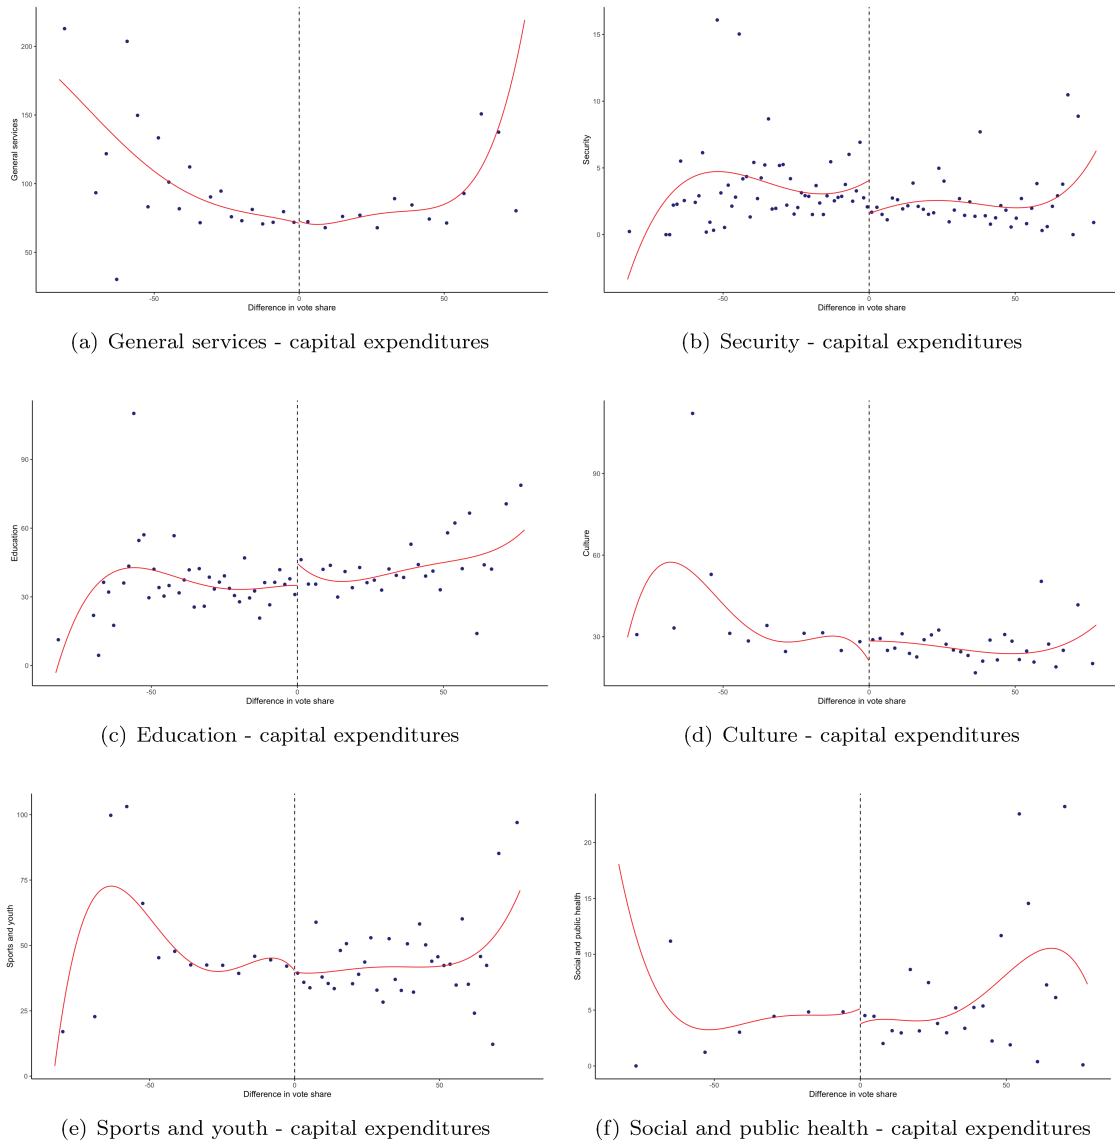 General services
200
150
100
50
-50
0
50
Difference in vote share
(a) General services - capital expenditures
Security
15
10
5
0
-50
0
50
Difference in vote share
(b) Security - capital expenditures
Education
90
60
30
0
-50
0
50
Difference in vote share
(c) Education - capital expenditures
Culture
90
60
30
-50
0
50
Difference in vote share
(d) Culture - capital expenditures
Sports and youth
100
75
50
25
0
-50
0
50
Difference in vote share
(e) Sports and youth - capital expenditures
Social and public health
20
15
10
5
0
-50
0
50
Difference in vote share
(f) Social and public health - capital expenditures